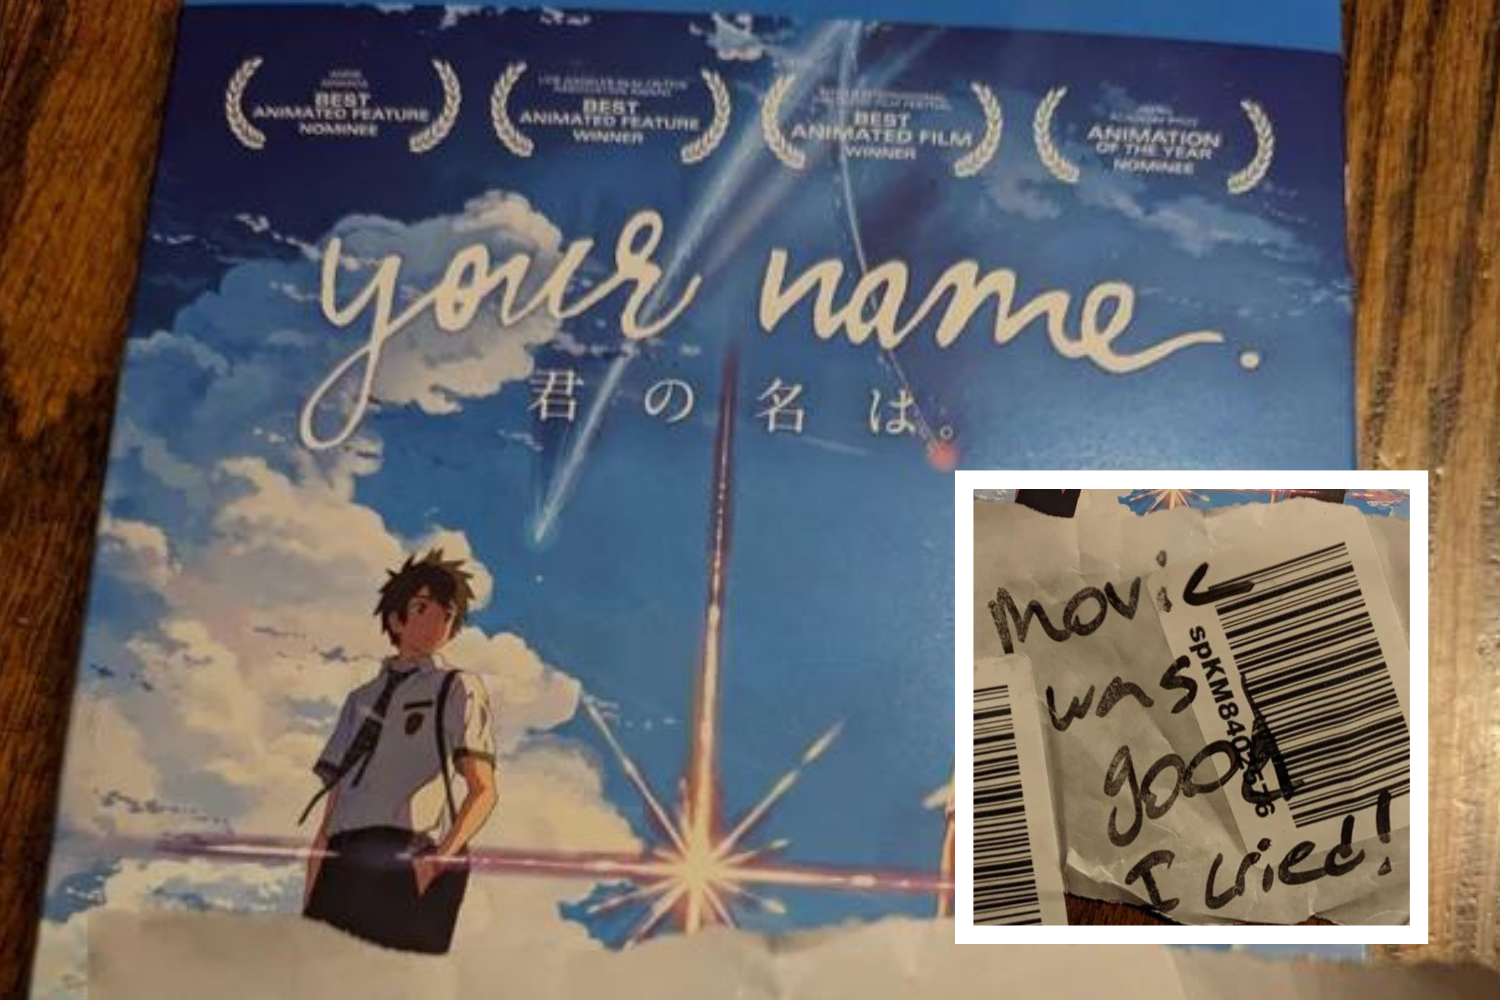 BEST
ANIMATED FEATURE
NOMINEE
BEST
ANIMATED FEATURE
WINNER
BEST
ANIMATED FILM
WINNER
ANIMATION
OF THE YEAR
NOMINEE
your name.
君の名は。
movie
was
good
I cried!